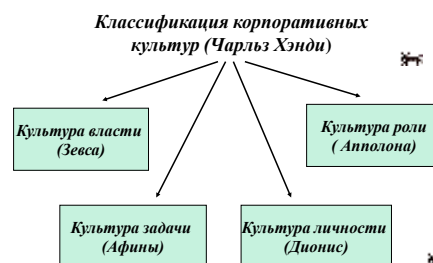 Классификация корпоративных
культур (Чарльз Хэнди)
Культура власти
(Зевса)
Культура роли
( Апполона)
Культура задачи
(Афины)
Культура личности
(Дионис)